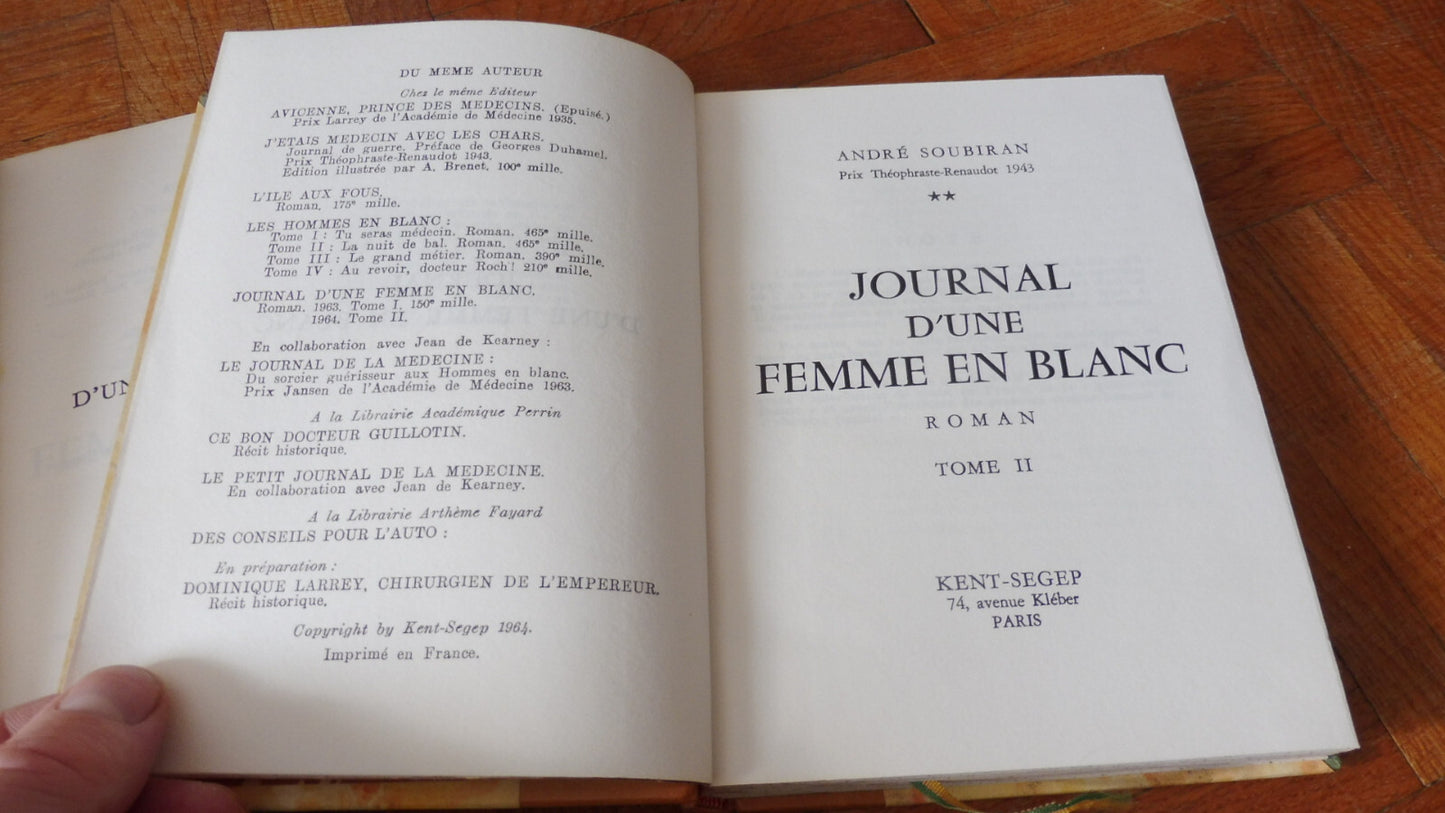 D'UN
DU MEME AUTEUR
Chez le même Editeur
AVICENNE, PRINCE DES MEDECINS. (Epuisé.)
Prix Larrey de l'Académie de Médecine 1935.
J'ETAIS MEDECIN AVEC LES CHARS.
Journal de guerre. Préface de Georges Duhamel.
Prix Théophraste-Renaudot 1943.
Edition illustrée par A. Brenet. 100e mille.
L'ILE AUX FOUS.
Roman. 175e mille.
LES HOMMES EN BLANC :
Tome I : Tu seras médecin. Roman. 465e mille.
Tome II : La nuit de bal. Roman. 465e mille.
Tome III : Le grand métier. Roman. 390e mille.
Tome IV : Au revoir, docteur Roch ! 210e mille.
JOURNAL D'UNE FEMME EN BLANC.
Roman. 1963. Tome I. 150e mille.
1964. Tome II.
En collaboration avec Jean de Kearney :
LE JOURNAL DE LA MEDECINE :
Du sorcier guérisseur aux Hommes en blanc.
Prix Jansen de l'Académie de Médecine 1963.
A la Librairie Académique Perrin
CE BON DOCTEUR GUILLOTIN.
Récit historique.
LE PETIT JOURNAL DE LA MEDECINE.
En collaboration avec Jean de Kearney.
A la Librairie Arthème Fayard
DES CONSEILS POUR L'AUTO :
En préparation :
DOMINIQUE LARREY, CHIRURGIEN DE L'EMPEREUR.
Récit historique.
Copyright by Kent-Segep 1964.
Imprimé en France.
ANDRÉ SOUBIRAN
Prix Théophraste-Renaudot 1943
★★
JOURNAL
D'UNE
FEMME EN BLANC
ROMAN
TOME II
KENT-SEGEP
74, avenue Kléber
PARIS